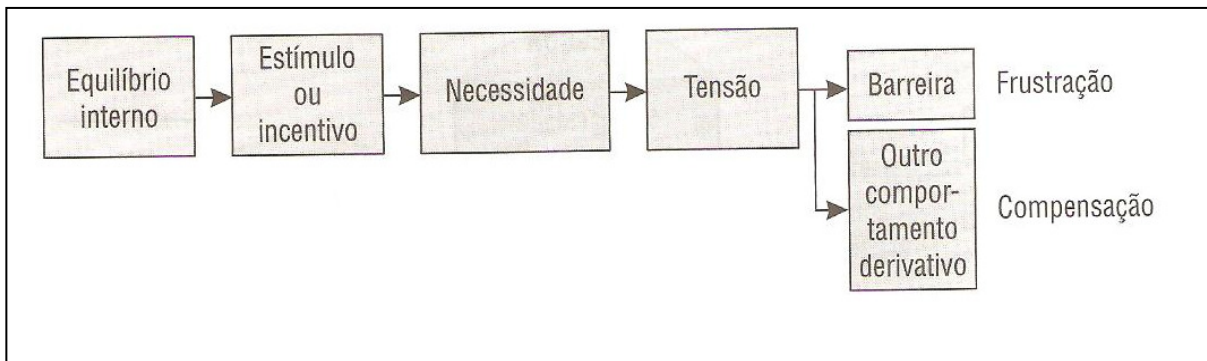 Equilíbrio
interno
Estímulo
ou
incentivo
Necessidade
Tensão
Barreira
Frustração
Outro
compor-
tamento
derivativo
Compensação